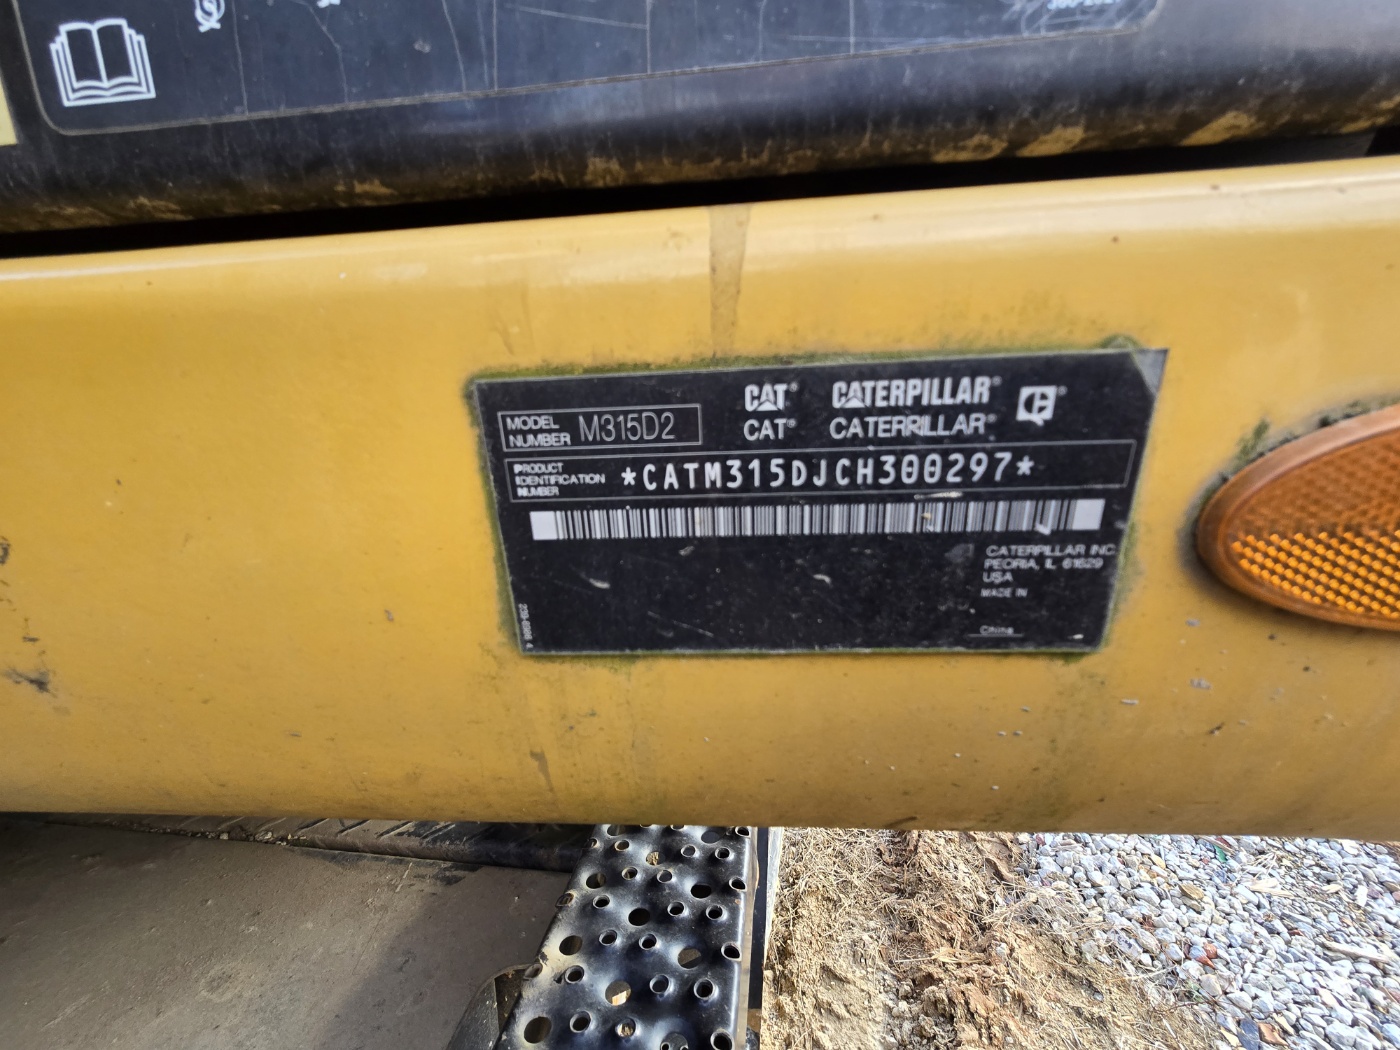 CAT® CATERPILLAR® ®
MODEL NUMBER M315D2
CAT® CATERRILLAR®
PRODUCT IDENTIFICATION NUMBER *CATM315DJCH300297*
CATERPILLAR INC.
PEORIA, IL 61629
USA
MADE IN
China